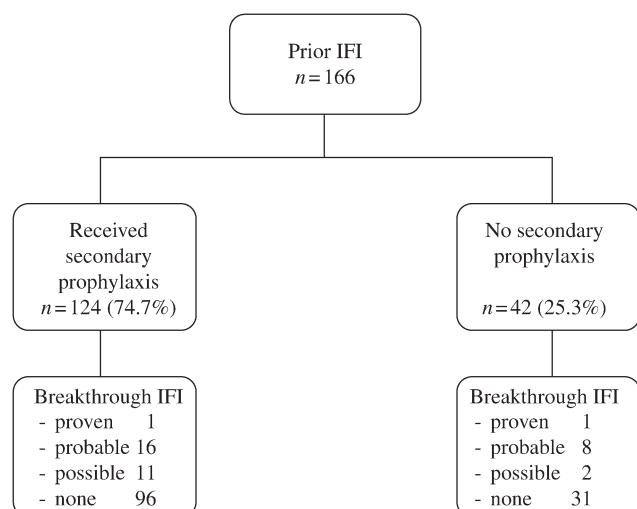 Prior IFI
n=166
Received
secondary
prophylaxis
n=124 (74.7%)
No secondary
prophylaxis
n=42 (25.3%)
Breakthrough IFI
- proven 1
- probable 16
- possible 11
- none 96
Breakthrough IFI
- proven 1
- probable 8
- possible 2
- none 31